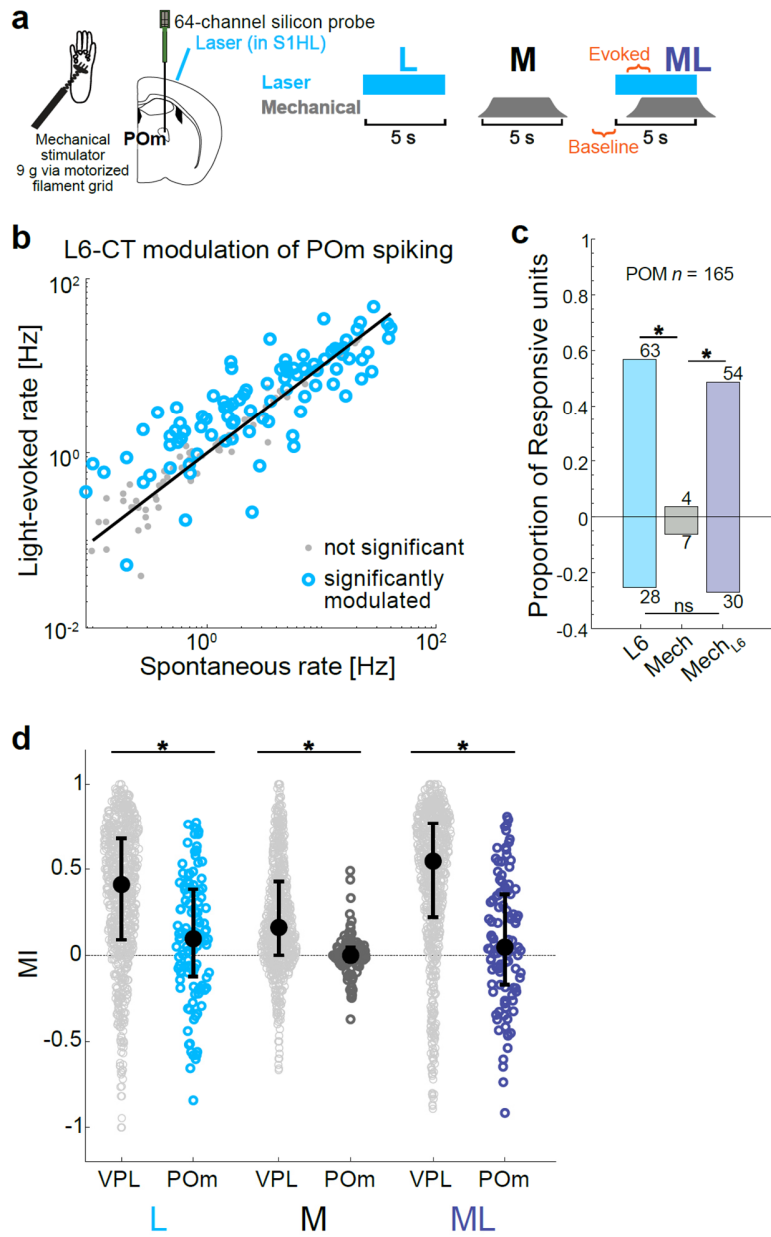 a
64-channel silicon probe
Laser (in S1HL)
POm
Mechanical
stimulator
9 g via motorized
filament grid
L
M
Evoked
ML
Laser
Mechanical
5 s
5 s
5 s
Baseline
b
L6-CT modulation of POm spiking
Light-evoked rate [Hz]
10²
10⁰
10⁻²
10⁰
10²
Spontaneous rate [Hz]
not significant
significantly
modulated
c
Proportion of Responsive units
1
0.8
0.6
0.4
0.2
0
-0.2
-0.4
POM n = 165
*
*
63
54
4
7
28
30
ns
L6
Mech
Mech_L6
d
MI
1
0.5
0
-0.5
-1
*
*
*
VPL POm VPL POm VPL POm
L M ML